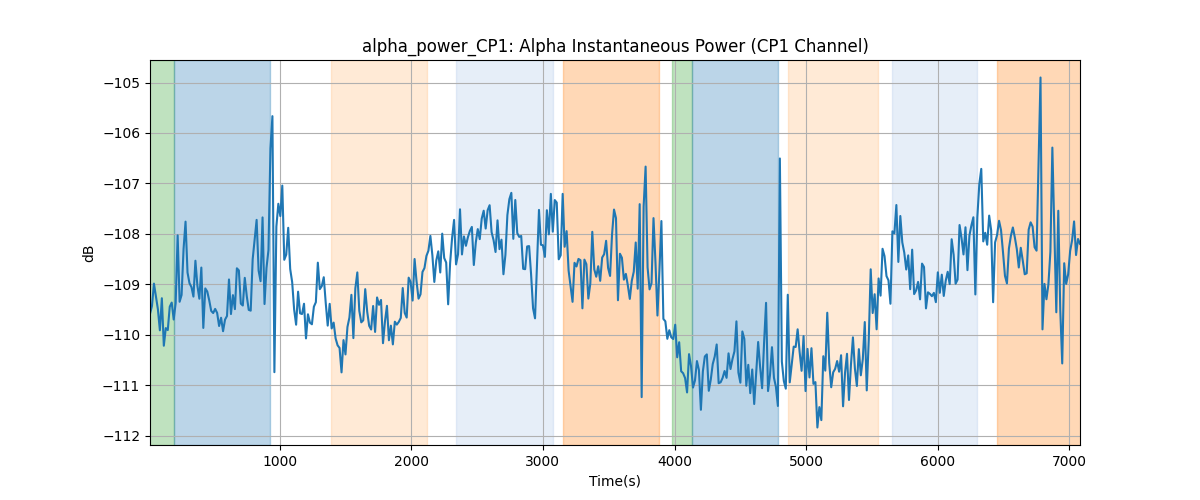 alpha_power_CP1: Alpha Instantaneous Power (CP1 Channel)
dB
−105
−106
−107
−108
−109
−110
−111
−112
1000 2000 3000 4000 5000 6000 7000
Time(s)